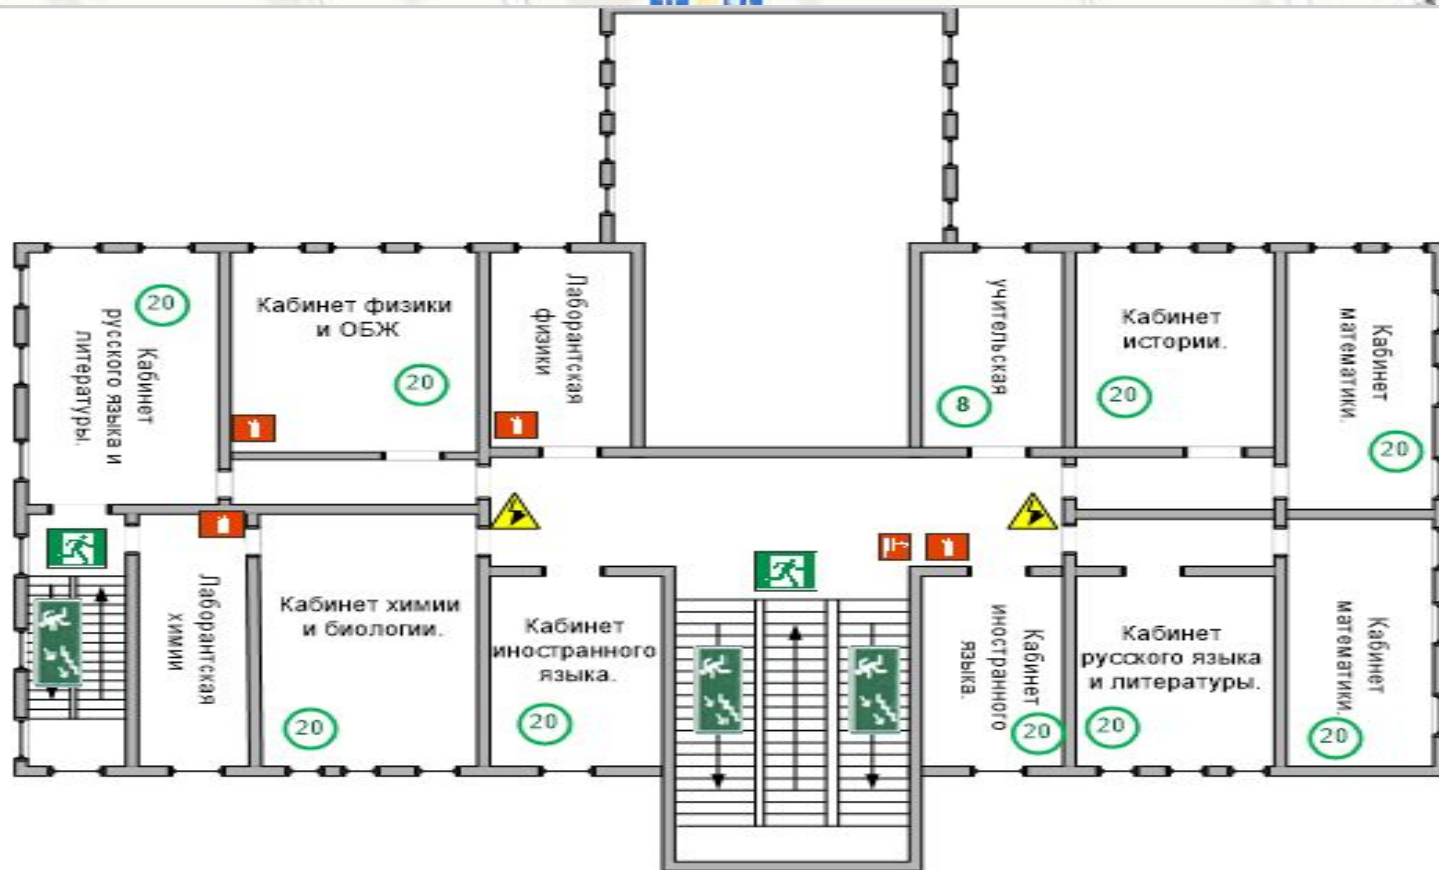 Кабинет
русского языка и
литературы.
20
Кабинет физики
и ОБЖ
20
Лаборантская
физики
учительская
8
Кабинет
истории.
20
Кабинет
математики.
20
Лаборантская
химии
Кабинет химии
и биологии.
20
Кабинет
иностранного
языка.
20
Кабинет
иностранного
языка.
20
Кабинет
русского языка
и литературы.
20
Кабинет
математики.
20